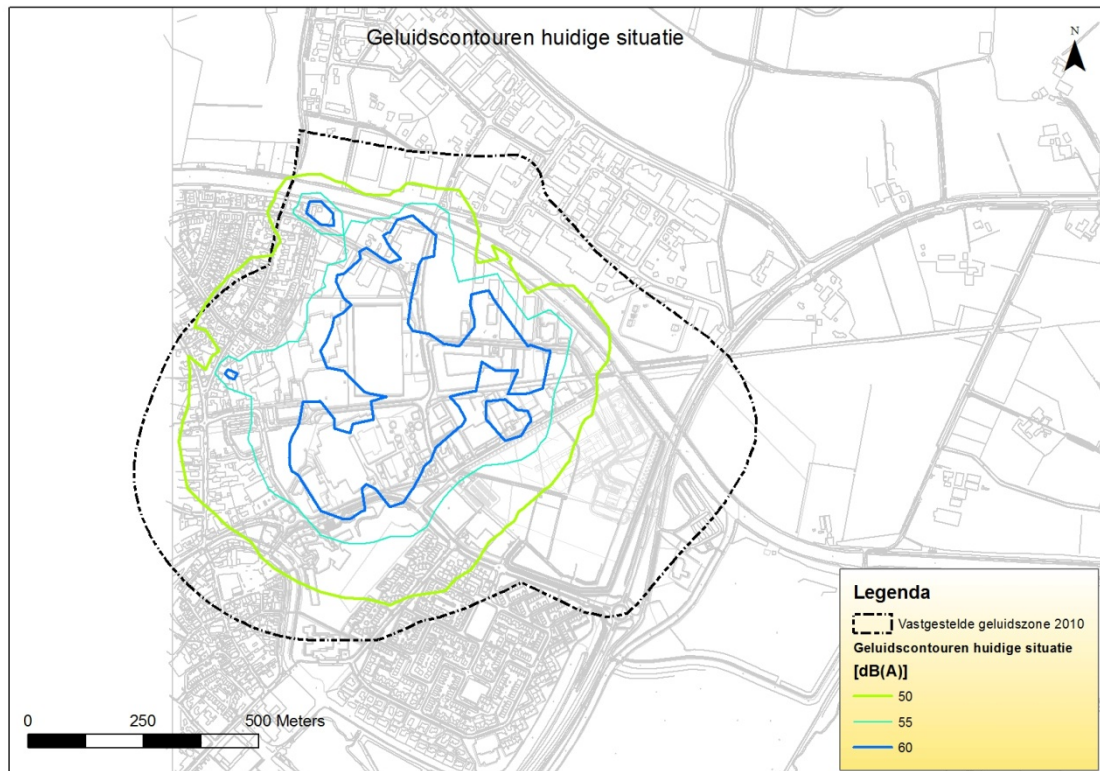 Geluidscontouren huidige situatie
N
Legenda
Vastgestelde geluidszone 2010
Geluidscontouren huidige situatie
[dB(A)]
50
55
60
0 250 500 Meters